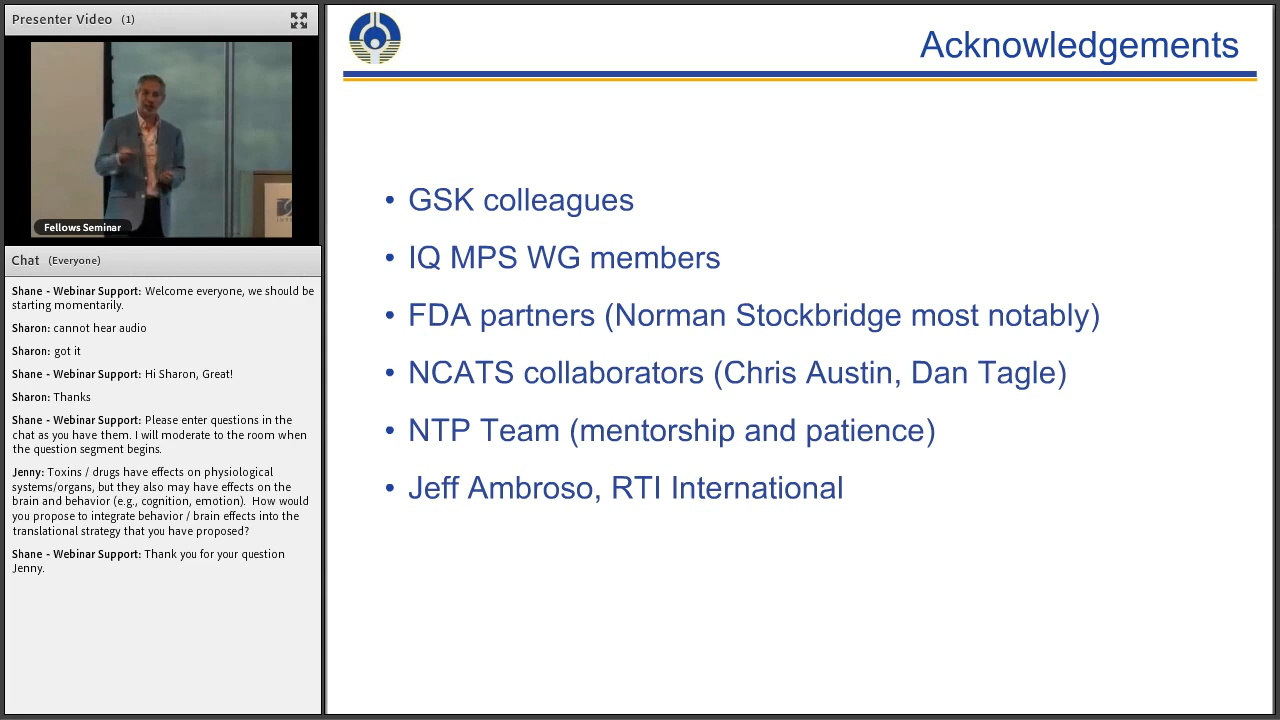 Presenter Video (1)
Fellows Seminar
Chat (Everyone)
Shane - Webinar Support: Welcome everyone, we should be
starting momentarily.
Sharon: cannot hear audio
Sharon: got it
Shane - Webinar Support: Hi Sharon, Great!
Sharon: Thanks
Shane - Webinar Support: Please enter questions in the
chat as you have them. I will moderate to the room when
the question segment begins.
Jenny: Toxins / drugs have effects on physiological
systems/organs, but they also may have effects on the
brain and behavior (e.g., cognition, emotion).  How would
you propose to integrate behavior / brain effects into the
translational strategy that you have proposed?
Shane - Webinar Support: Thank you for your question
Jenny.
Acknowledgements
• GSK colleagues
• IQ MPS WG members
• FDA partners (Norman Stockbridge most notably)
• NCATS collaborators (Chris Austin, Dan Tagle)
• NTP Team (mentorship and patience)
• Jeff Ambroso, RTI International